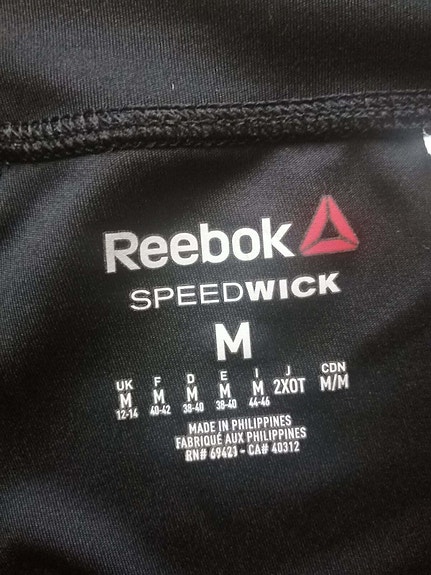 Reebok
SPEEDWICK
M
UK F D E I J CDN
M M M M M 2XOT M/M
12-14 40-42 38-40 38-40 44-46
MADE IN PHILIPPINES
FABRIQUÉ AUX PHILIPPINES
RN# 69423 - CA# 40312